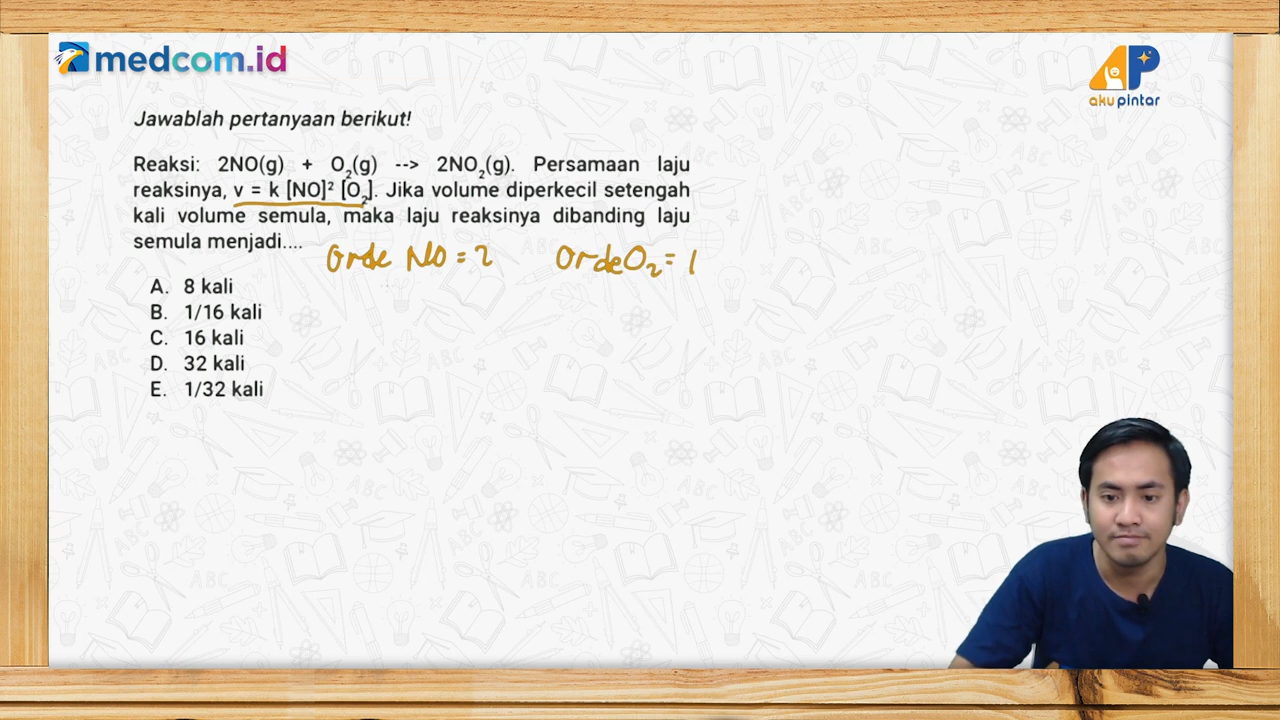 medcom.id
aku pintar
Jawablah pertanyaan berikut!
Reaksi: 2NO(g) + O₂(g) --> 2NO₂(g). Persamaan laju
reaksinya, v = k [NO]² [O₂]. Jika volume diperkecil setengah
kali volume semula, maka laju reaksinya dibanding laju
semula menjadi....
Orde NO = 2 Orde O₂ = 1
A. 8 kali
B. 1/16 kali
C. 16 kali
D. 32 kali
E. 1/32 kali